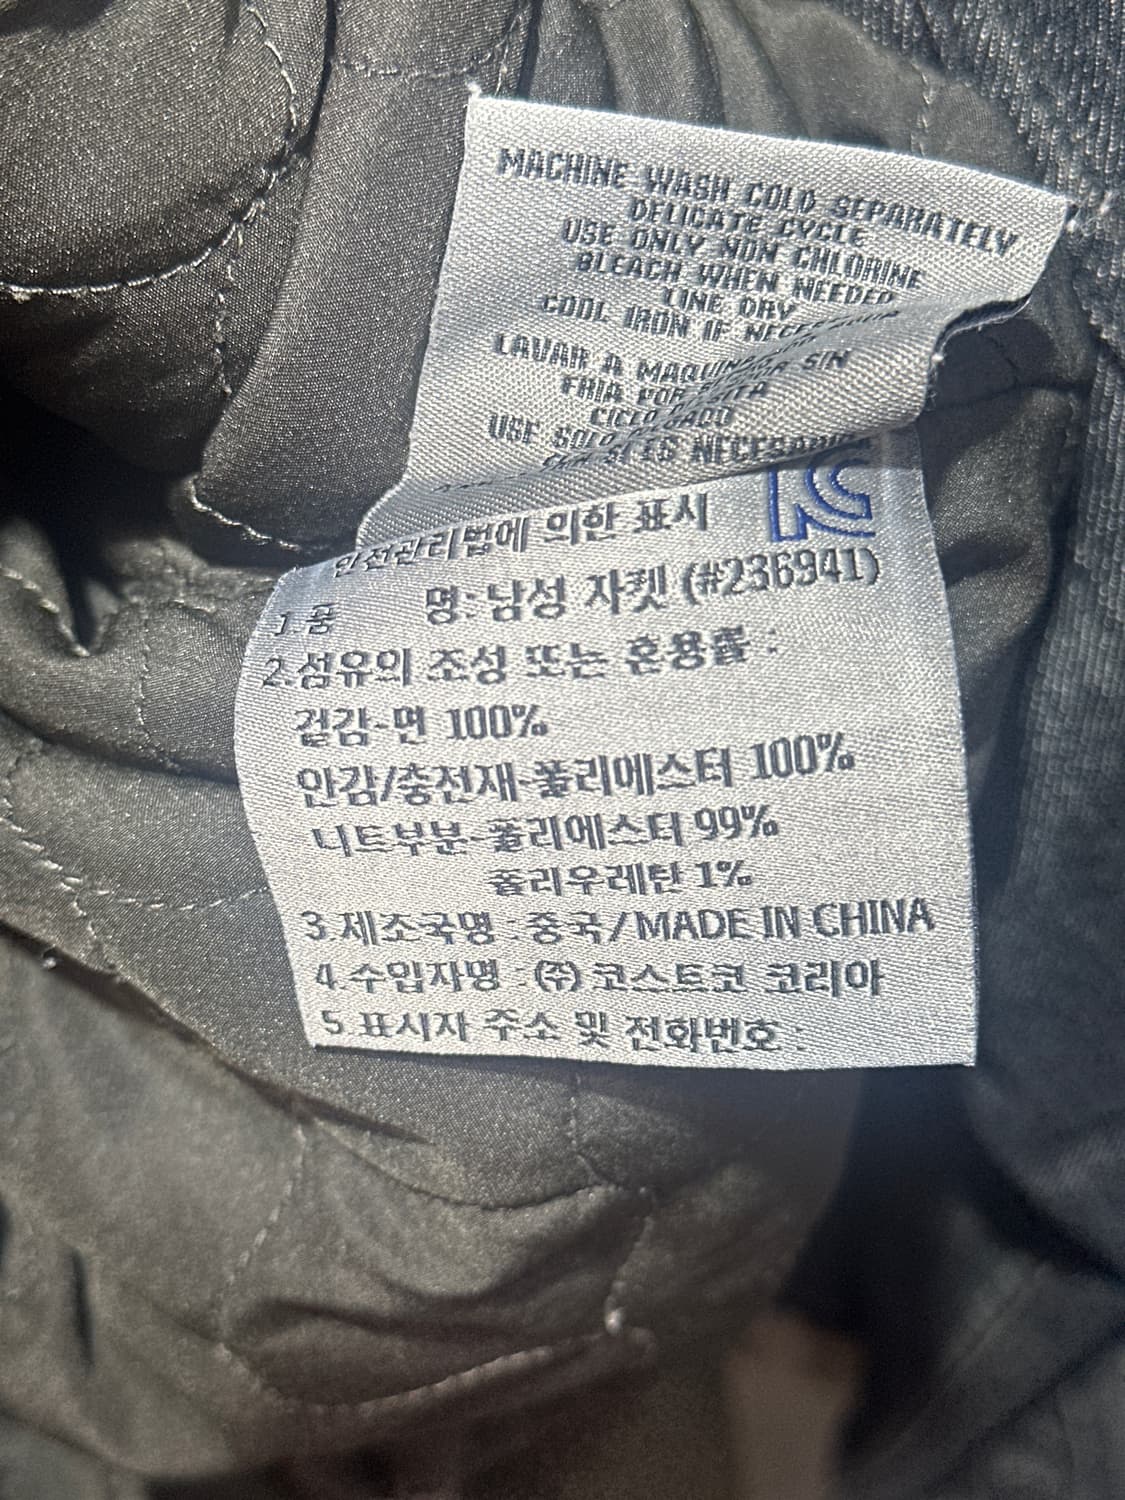 MACHINE WASH COLD SEPARATELY
DELICATE CYCLE
USE ONLY NON CHLORINE
BLEACH WHEN NEEDED
LINE DRY
COOL IRON IF
LAVAR A MAQUINA
FRIA POR SIN
CICLO
USE SOLO
SI ES NECESARIO
안전관리법에 의한 표시
1.품 명: 남성 자켓 (#236941)
2.섬유의 조성 또는 혼용률 :
겉감-면 100%
안감/충전재-폴리에스터 100%
니트부분-폴리에스터 99%
폴리우레탄 1%
3.제조국명 : 중국/MADE IN CHINA
4.수입자명 : ㈜ 코스트코 코리아
5.표시자 주소 및 전화번호 :